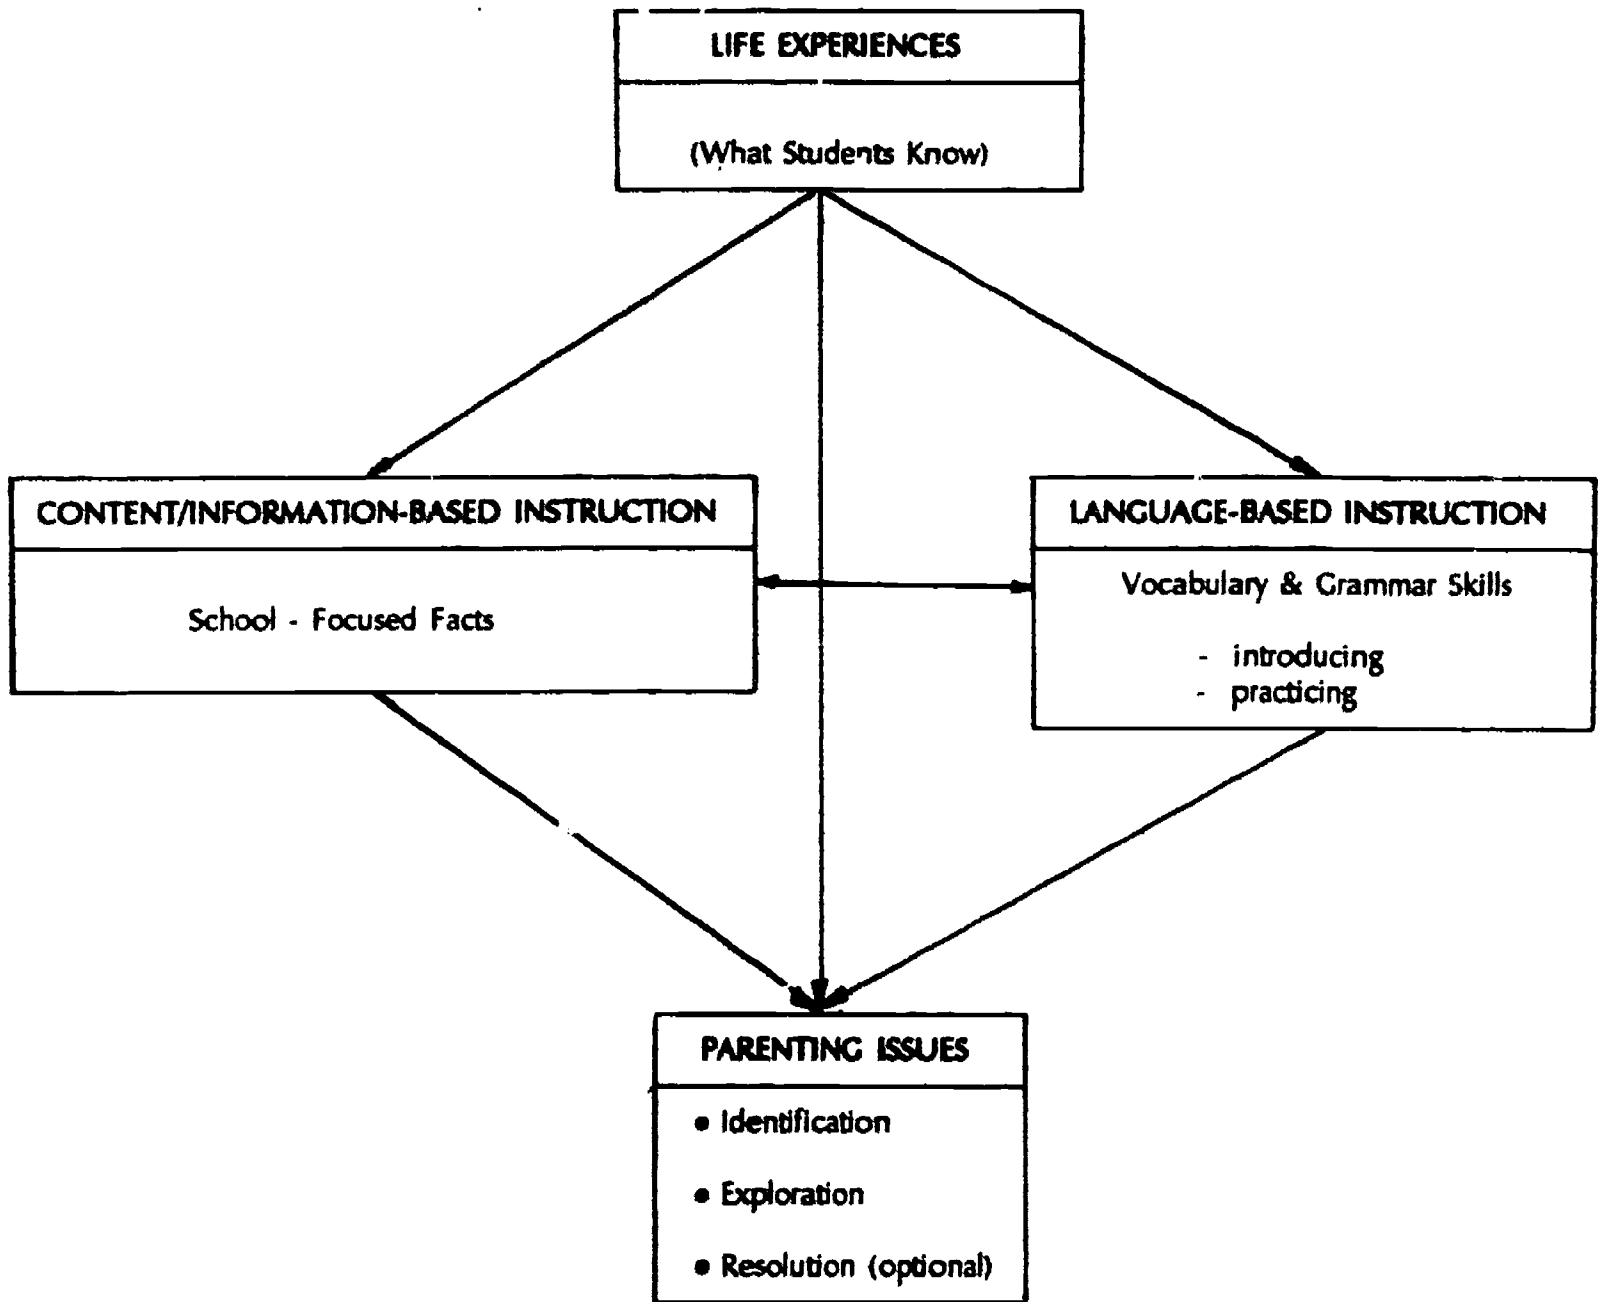 LIFE EXPERIENCES
(What Students Know)
CONTENT/INFORMATION-BASED INSTRUCTION
School - Focused Facts
LANGUAGE-BASED INSTRUCTION
Vocabulary & Grammar Skills
- introducing
- practicing
PARENTING ISSUES
• Identification
• Exploration
• Resolution (optional)